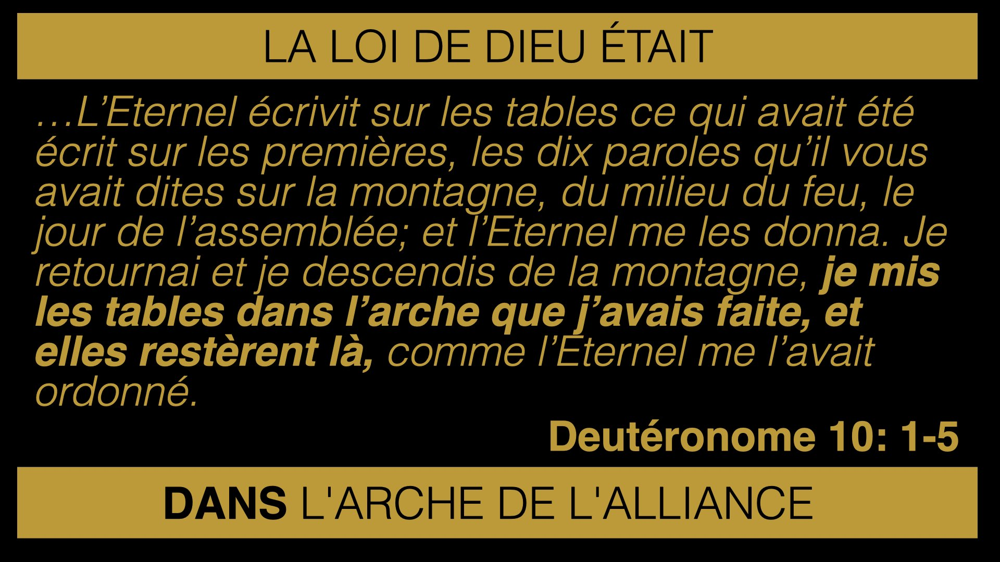 LA LOI DE DIEU ÉTAIT
…L’Eternel écrivit sur les tables ce qui avait été
écrit sur les premières, les dix paroles qu’il vous
avait dites sur la montagne, du milieu du feu, le
jour de l’assemblée; et l’Eternel me les donna. Je
retournai et je descendis de la montagne, je mis
les tables dans l’arche que j’avais faite, et
elles restèrent là, comme l’Eternel me l’avait
ordonné.
Deutéronome 10: 1-5
DANS L'ARCHE DE L'ALLIANCE